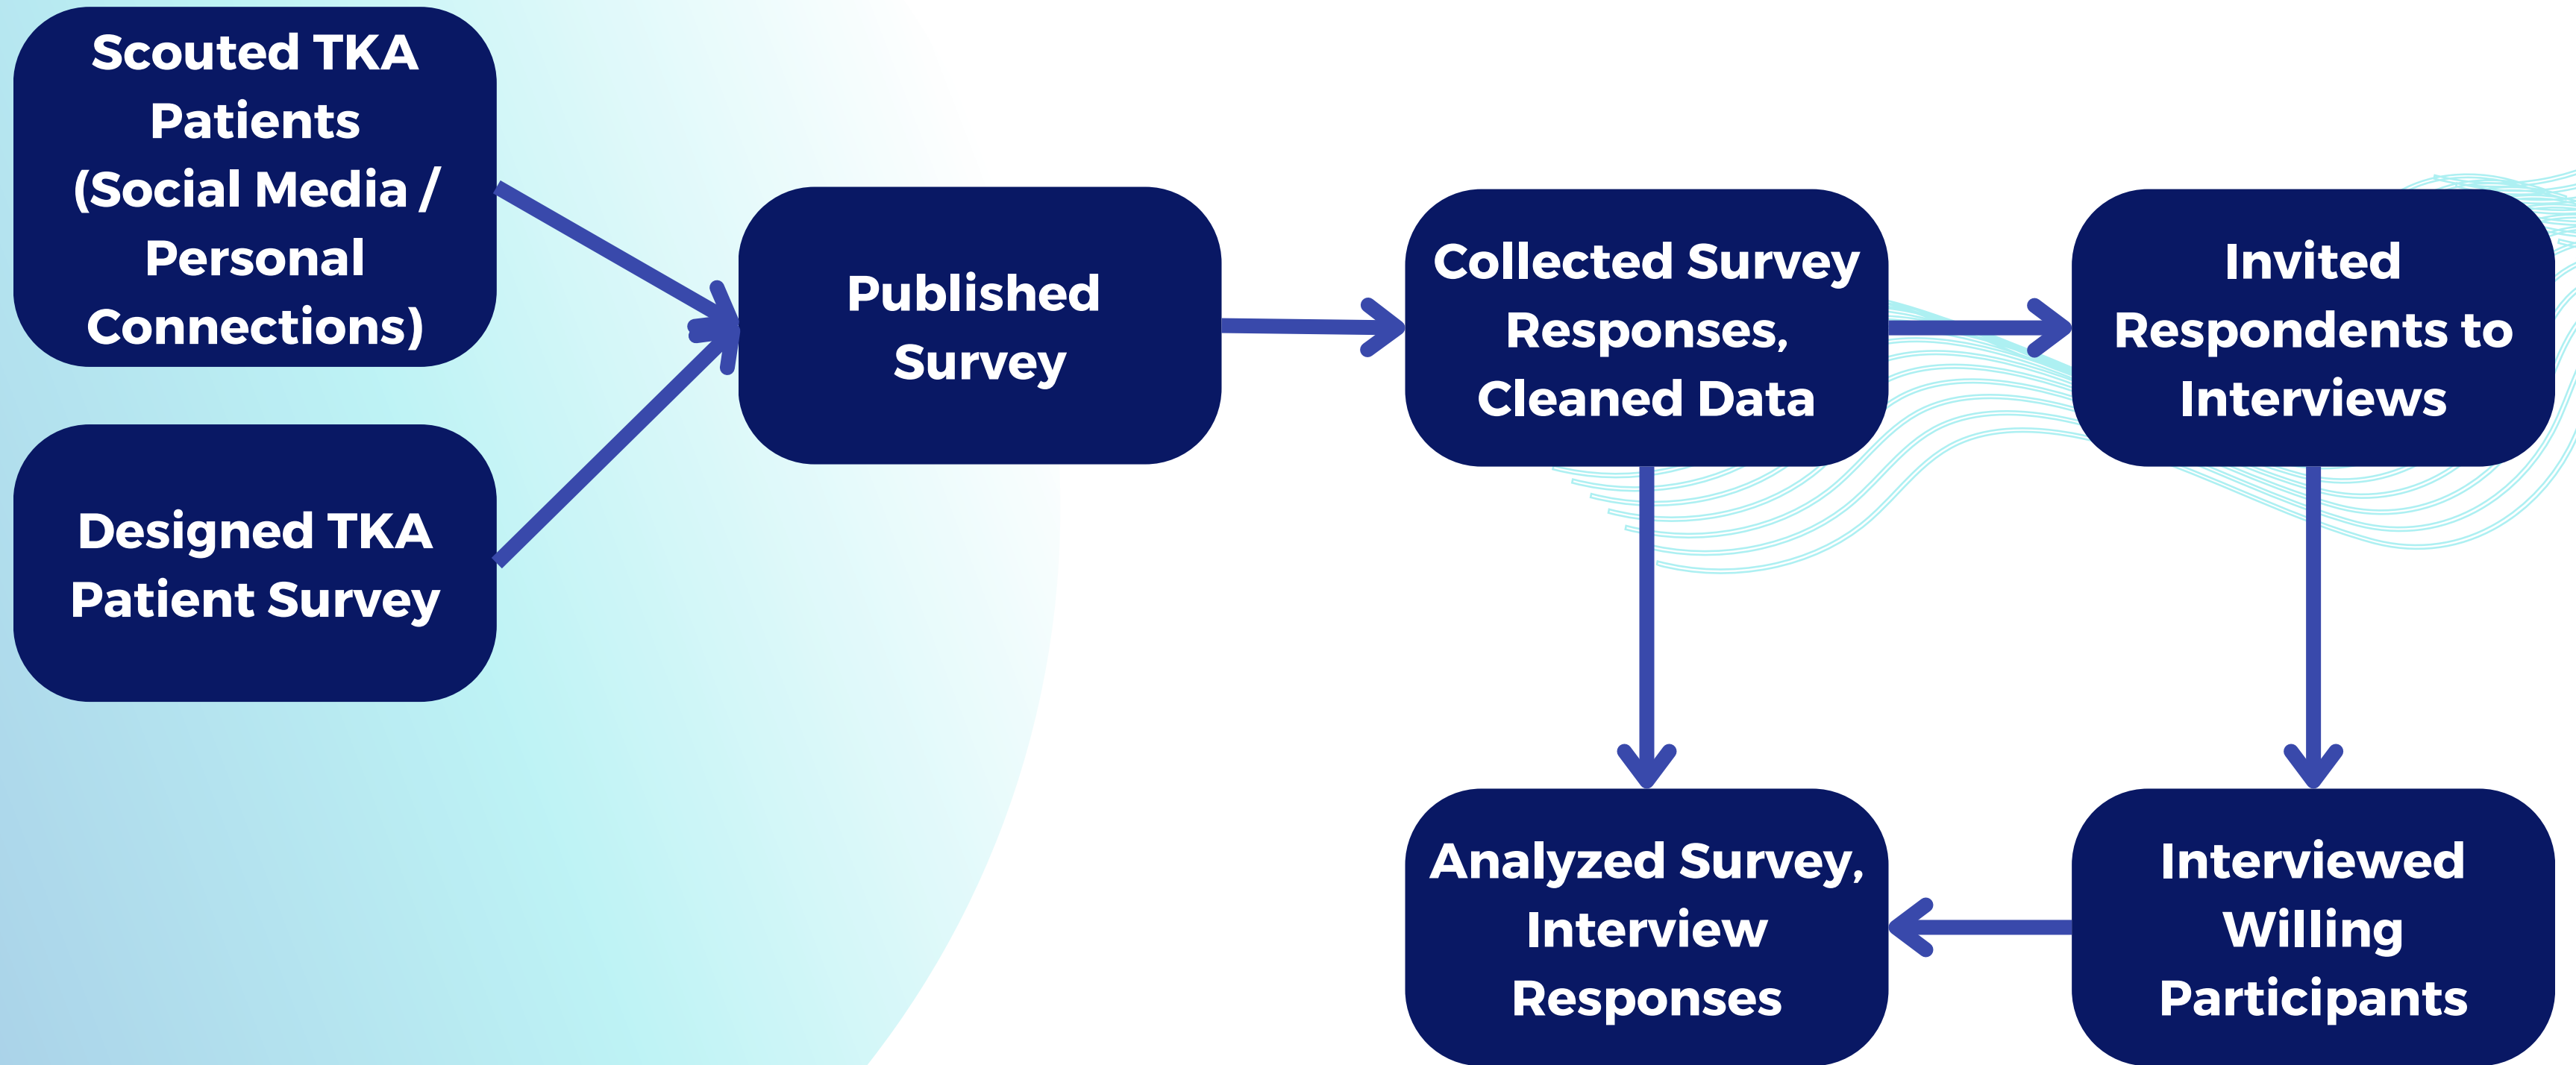 Scouted TKA
Patients
(Social Media /
Personal
Connections)
Designed TKA
Patient Survey
Published
Survey
Collected Survey
Responses,
Cleaned Data
Invited
Respondents to
Interviews
Analyzed Survey,
Interview
Responses
Interviewed
Willing
Participants